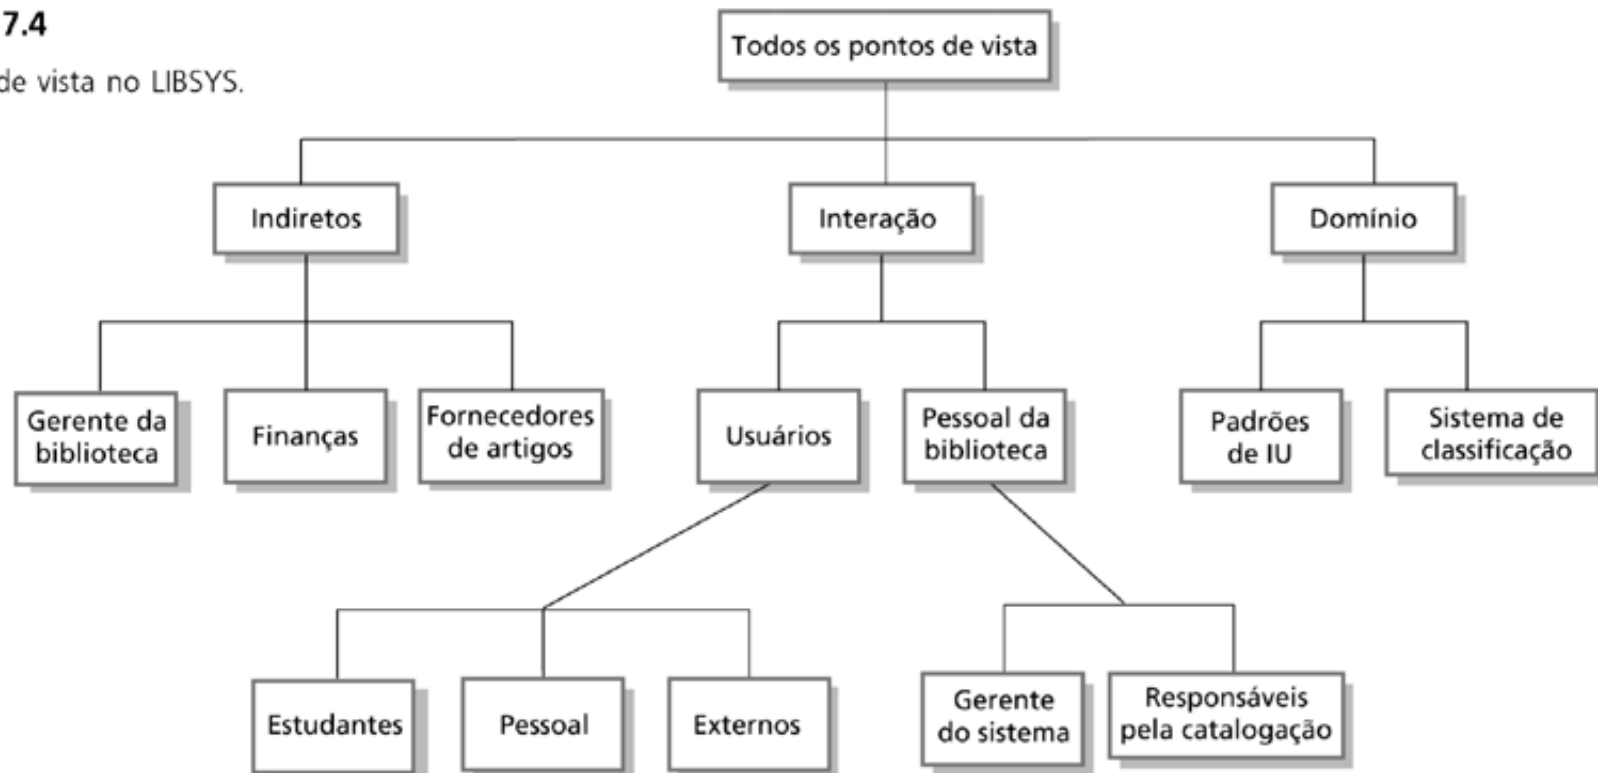 7.4
de vista no LIBSYS.
Todos os pontos de vista
Indiretos
Interação
Domínio
Gerente da
biblioteca
Finanças
Fornecedores
de artigos
Usuários
Pessoal da
biblioteca
Padrões
de IU
Sistema de
classificação
Estudantes
Pessoal
Externos
Gerente
do sistema
Responsáveis
pela catalogação